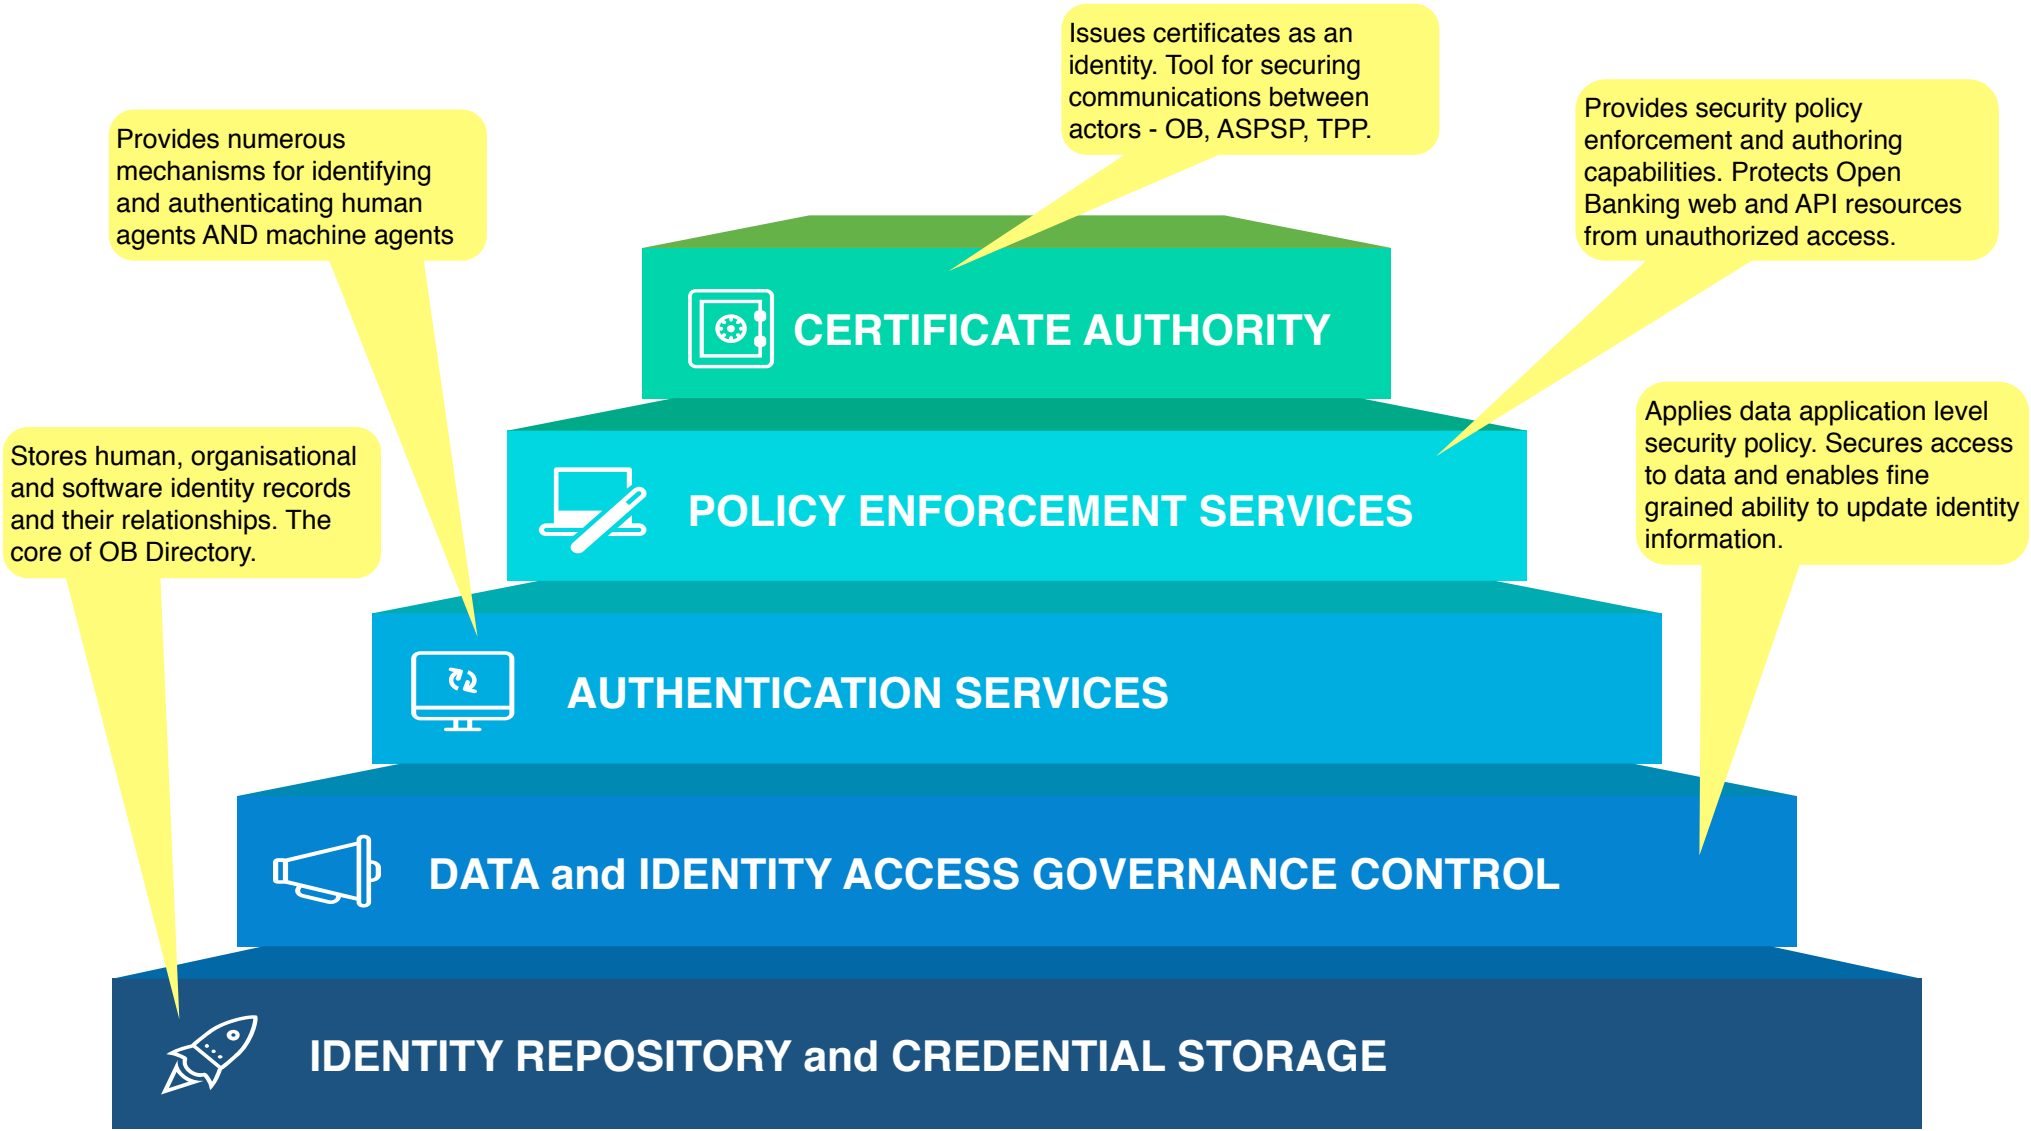 Issues certificates as an
identity. Tool for securing
communications between
actors - OB, ASPSP, TPP.
Provides security policy
enforcement and authoring
capabilities. Protects Open
Banking web and API resources
from unauthorized access.
Provides numerous
mechanisms for identifying
and authenticating human
agents AND machine agents
CERTIFICATE AUTHORITY
Applies data application level
security policy. Secures access
to data and enables fine
grained ability to update identity
information.
Stores human, organisational
and software identity records
and their relationships. The
core of OB Directory.
POLICY ENFORCEMENT SERVICES
AUTHENTICATION SERVICES
DATA and IDENTITY ACCESS GOVERNANCE CONTROL
IDENTITY REPOSITORY and CREDENTIAL STORAGE